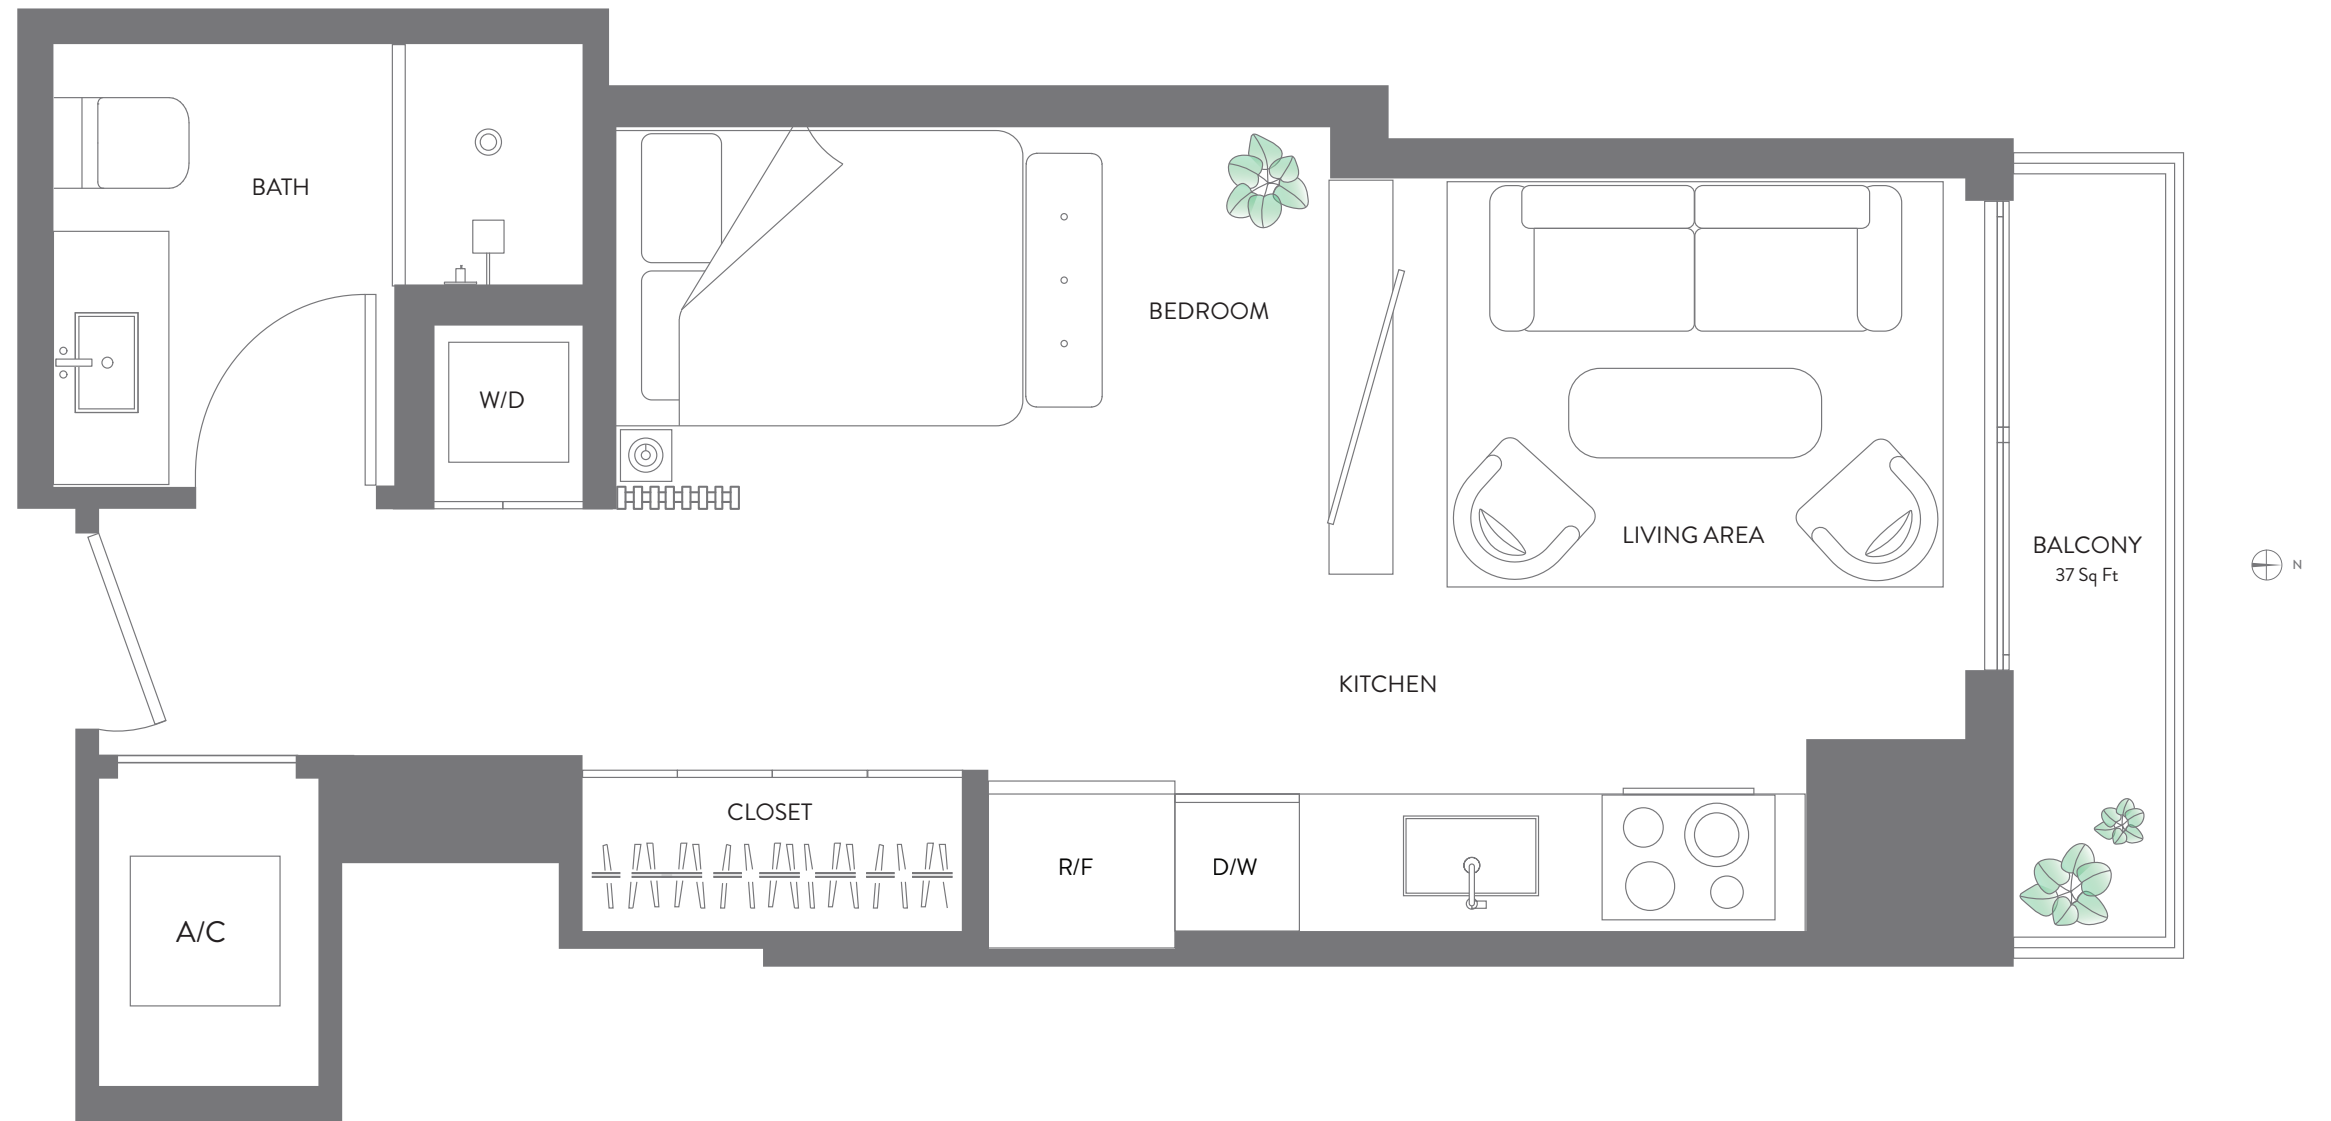 BATH
BEDROOM
W/D
LIVING AREA
BALCONY
37 Sq Ft
N
KITCHEN
CLOSET
R/F
D/W
A/C